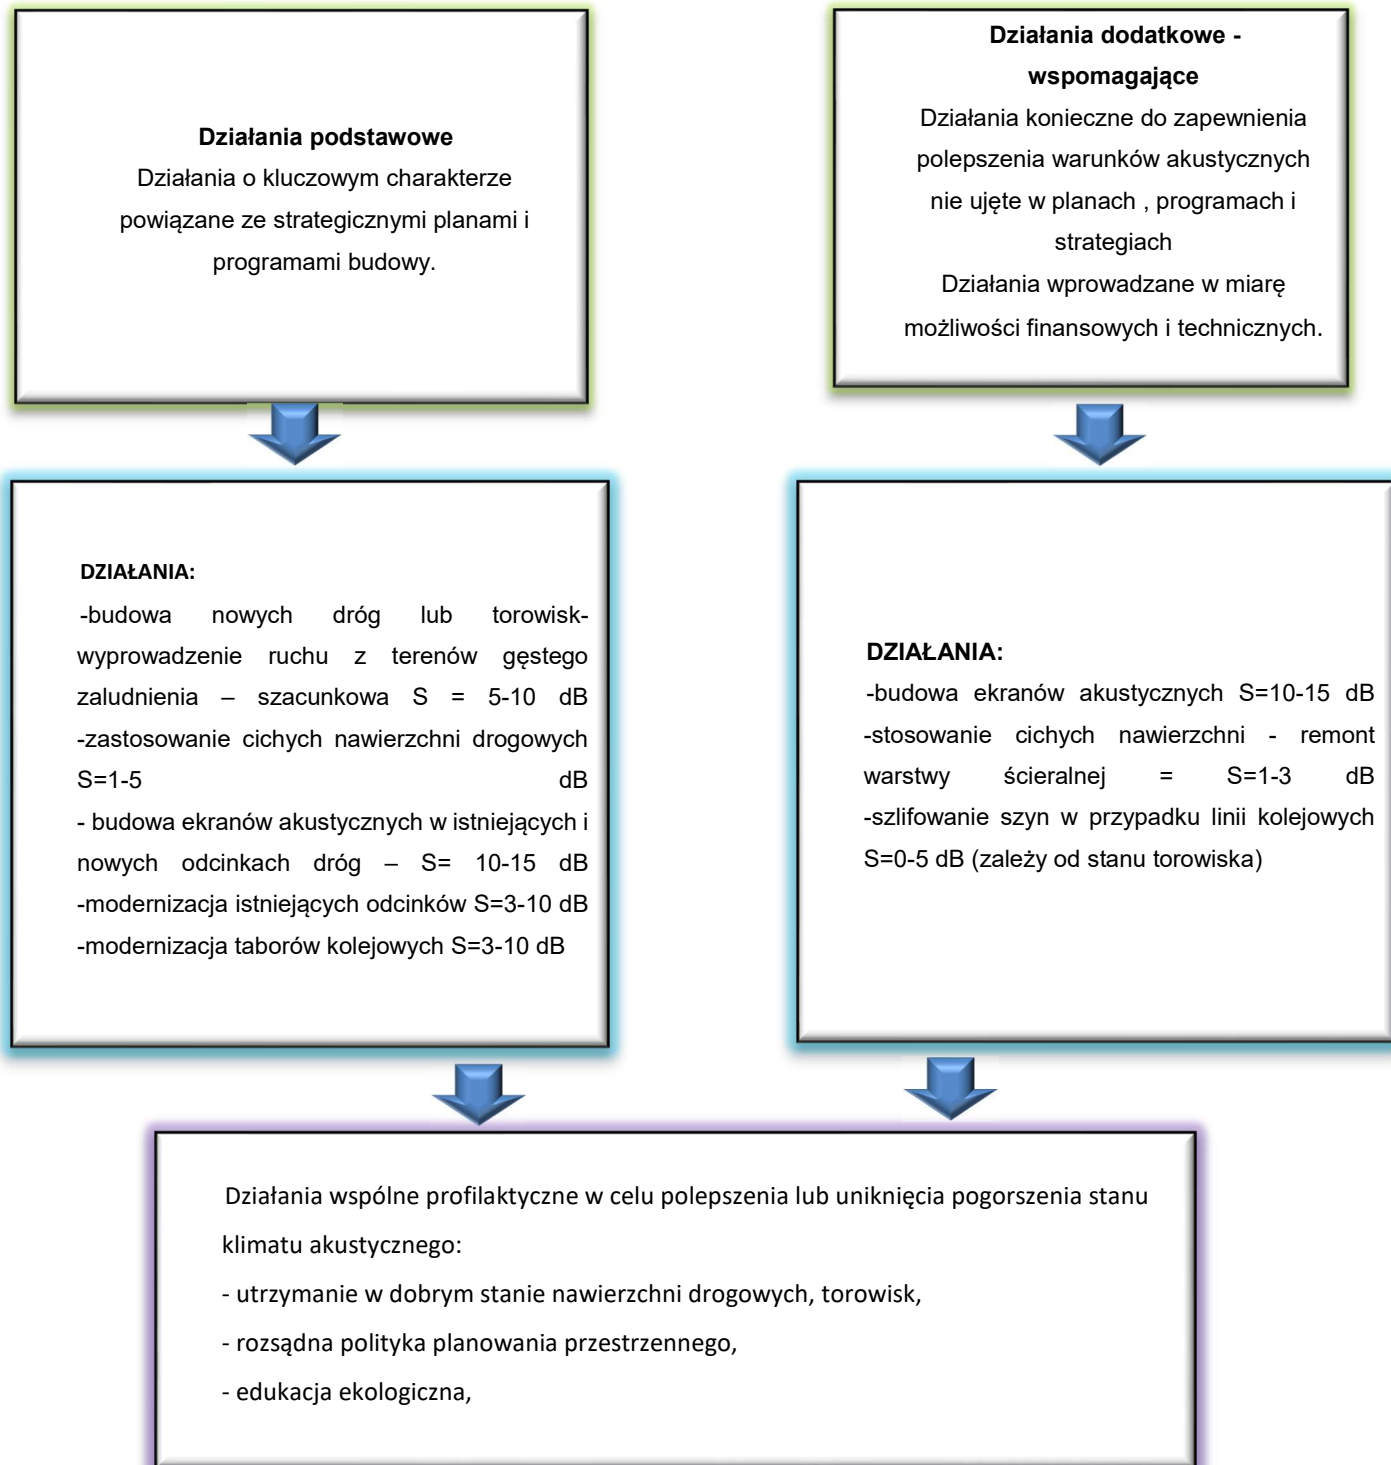 Działania podstawowe
Działania o kluczowym charakterze
powiązane ze strategicznymi planami i
programami budowy.
Działania dodatkowe -
wspomagające
Działania konieczne do zapewnienia
polepszenia warunków akustycznych
nie ujęte w planach , programach i
strategiach
Działania wprowadzane w miarę
możliwości finansowych i technicznych.
DZIAŁANIA:
-budowa nowych dróg lub torowisk-
wyprowadzenie ruchu z terenów gęstego
zaludnienia – szacunkowa S = 5-10 dB
-zastosowanie cichych nawierzchni drogowych
S=1-5 dB
- budowa ekranów akustycznych w istniejących i
nowych odcinkach dróg – S= 10-15 dB
-modernizacja istniejących odcinków S=3-10 dB
-modernizacja taborów kolejowych S=3-10 dB
DZIAŁANIA:
-budowa ekranów akustycznych S=10-15 dB
-stosowanie cichych nawierzchni - remont
warstwy ścieralnej = S=1-3 dB
-szlifowanie szyn w przypadku linii kolejowych
S=0-5 dB (zależy od stanu torowiska)
Działania wspólne profilaktyczne w celu polepszenia lub uniknięcia pogorszenia stanu
klimatu akustycznego:
- utrzymanie w dobrym stanie nawierzchni drogowych, torowisk,
- rozsądna polityka planowania przestrzennego,
- edukacja ekologiczna,